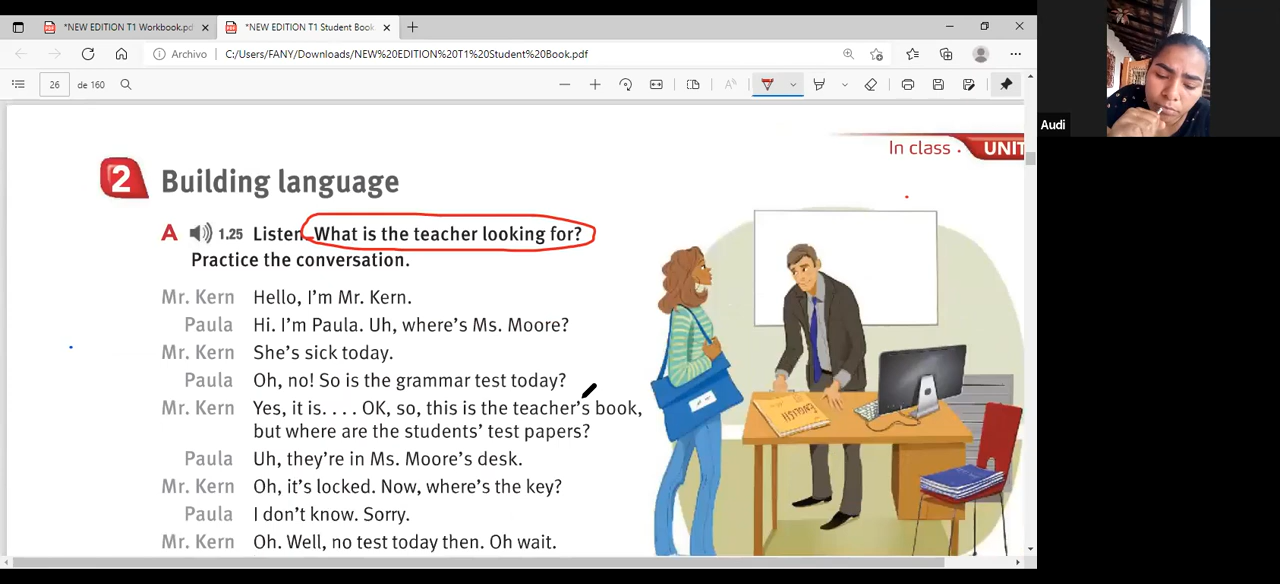 *NEW EDITION T1 Workbook.pd
*NEW EDITION T1 Student Book
Archivo
C:/Users/FANY/Downloads/NEW%20EDITION%20T1%20Student%20Book.pdf
26
de 160
Audi
In class
UNIT
2 Building language
A 1.25 Listen. What is the teacher looking for?
Practice the conversation.
Mr. Kern Hello, I'm Mr. Kern.
Paula Hi. I'm Paula. Uh, where's Ms. Moore?
Mr. Kern She's sick today.
Paula Oh, no! So is the grammar test today?
Mr. Kern Yes, it is. . . . OK, so, this is the teacher's book,
but where are the students' test papers?
Paula Uh, they're in Ms. Moore's desk.
Mr. Kern Oh, it's locked. Now, where's the key?
Paula I don't know. Sorry.
Mr. Kern Oh. Well, no test today then. Oh wait.
ENGLISH